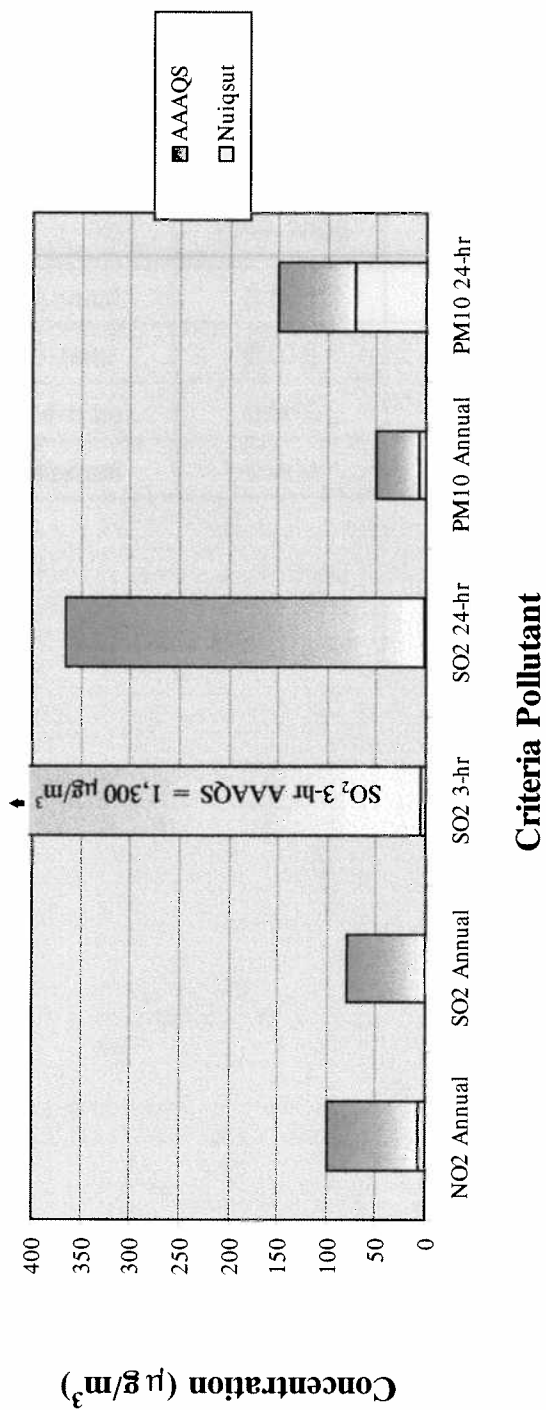 Concentration (μg/m³)
400
350
300
250
200
150
100
50
0
SO₂ 3-hr AAAQS = 1,300 μg/m³
NO2 Annual
SO2 Annual
SO2 3-hr
SO2 24-hr
PM10 Annual
PM10 24-hr
Criteria Pollutant
AAAQS
Nuiqsut